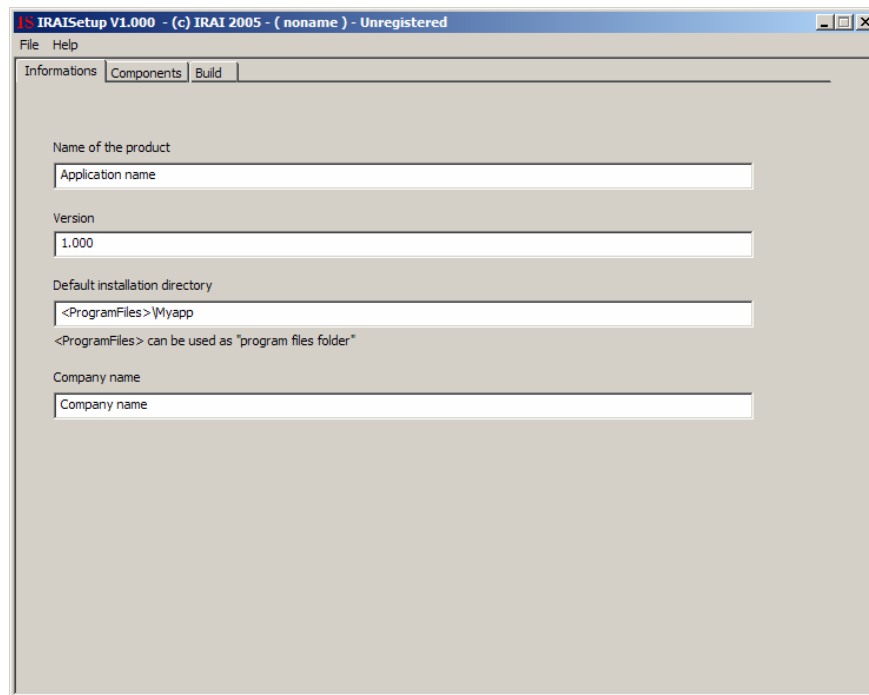 IS IRAISetup V1.000 - (c) IRAI 2005 - ( noname ) - Unregistered
File Help
Informations Components Build
Name of the product
Application name
Version
1.000
Default installation directory
<ProgramFiles>\Myapp
<ProgramFiles> can be used as "program files folder"
Company name
Company name